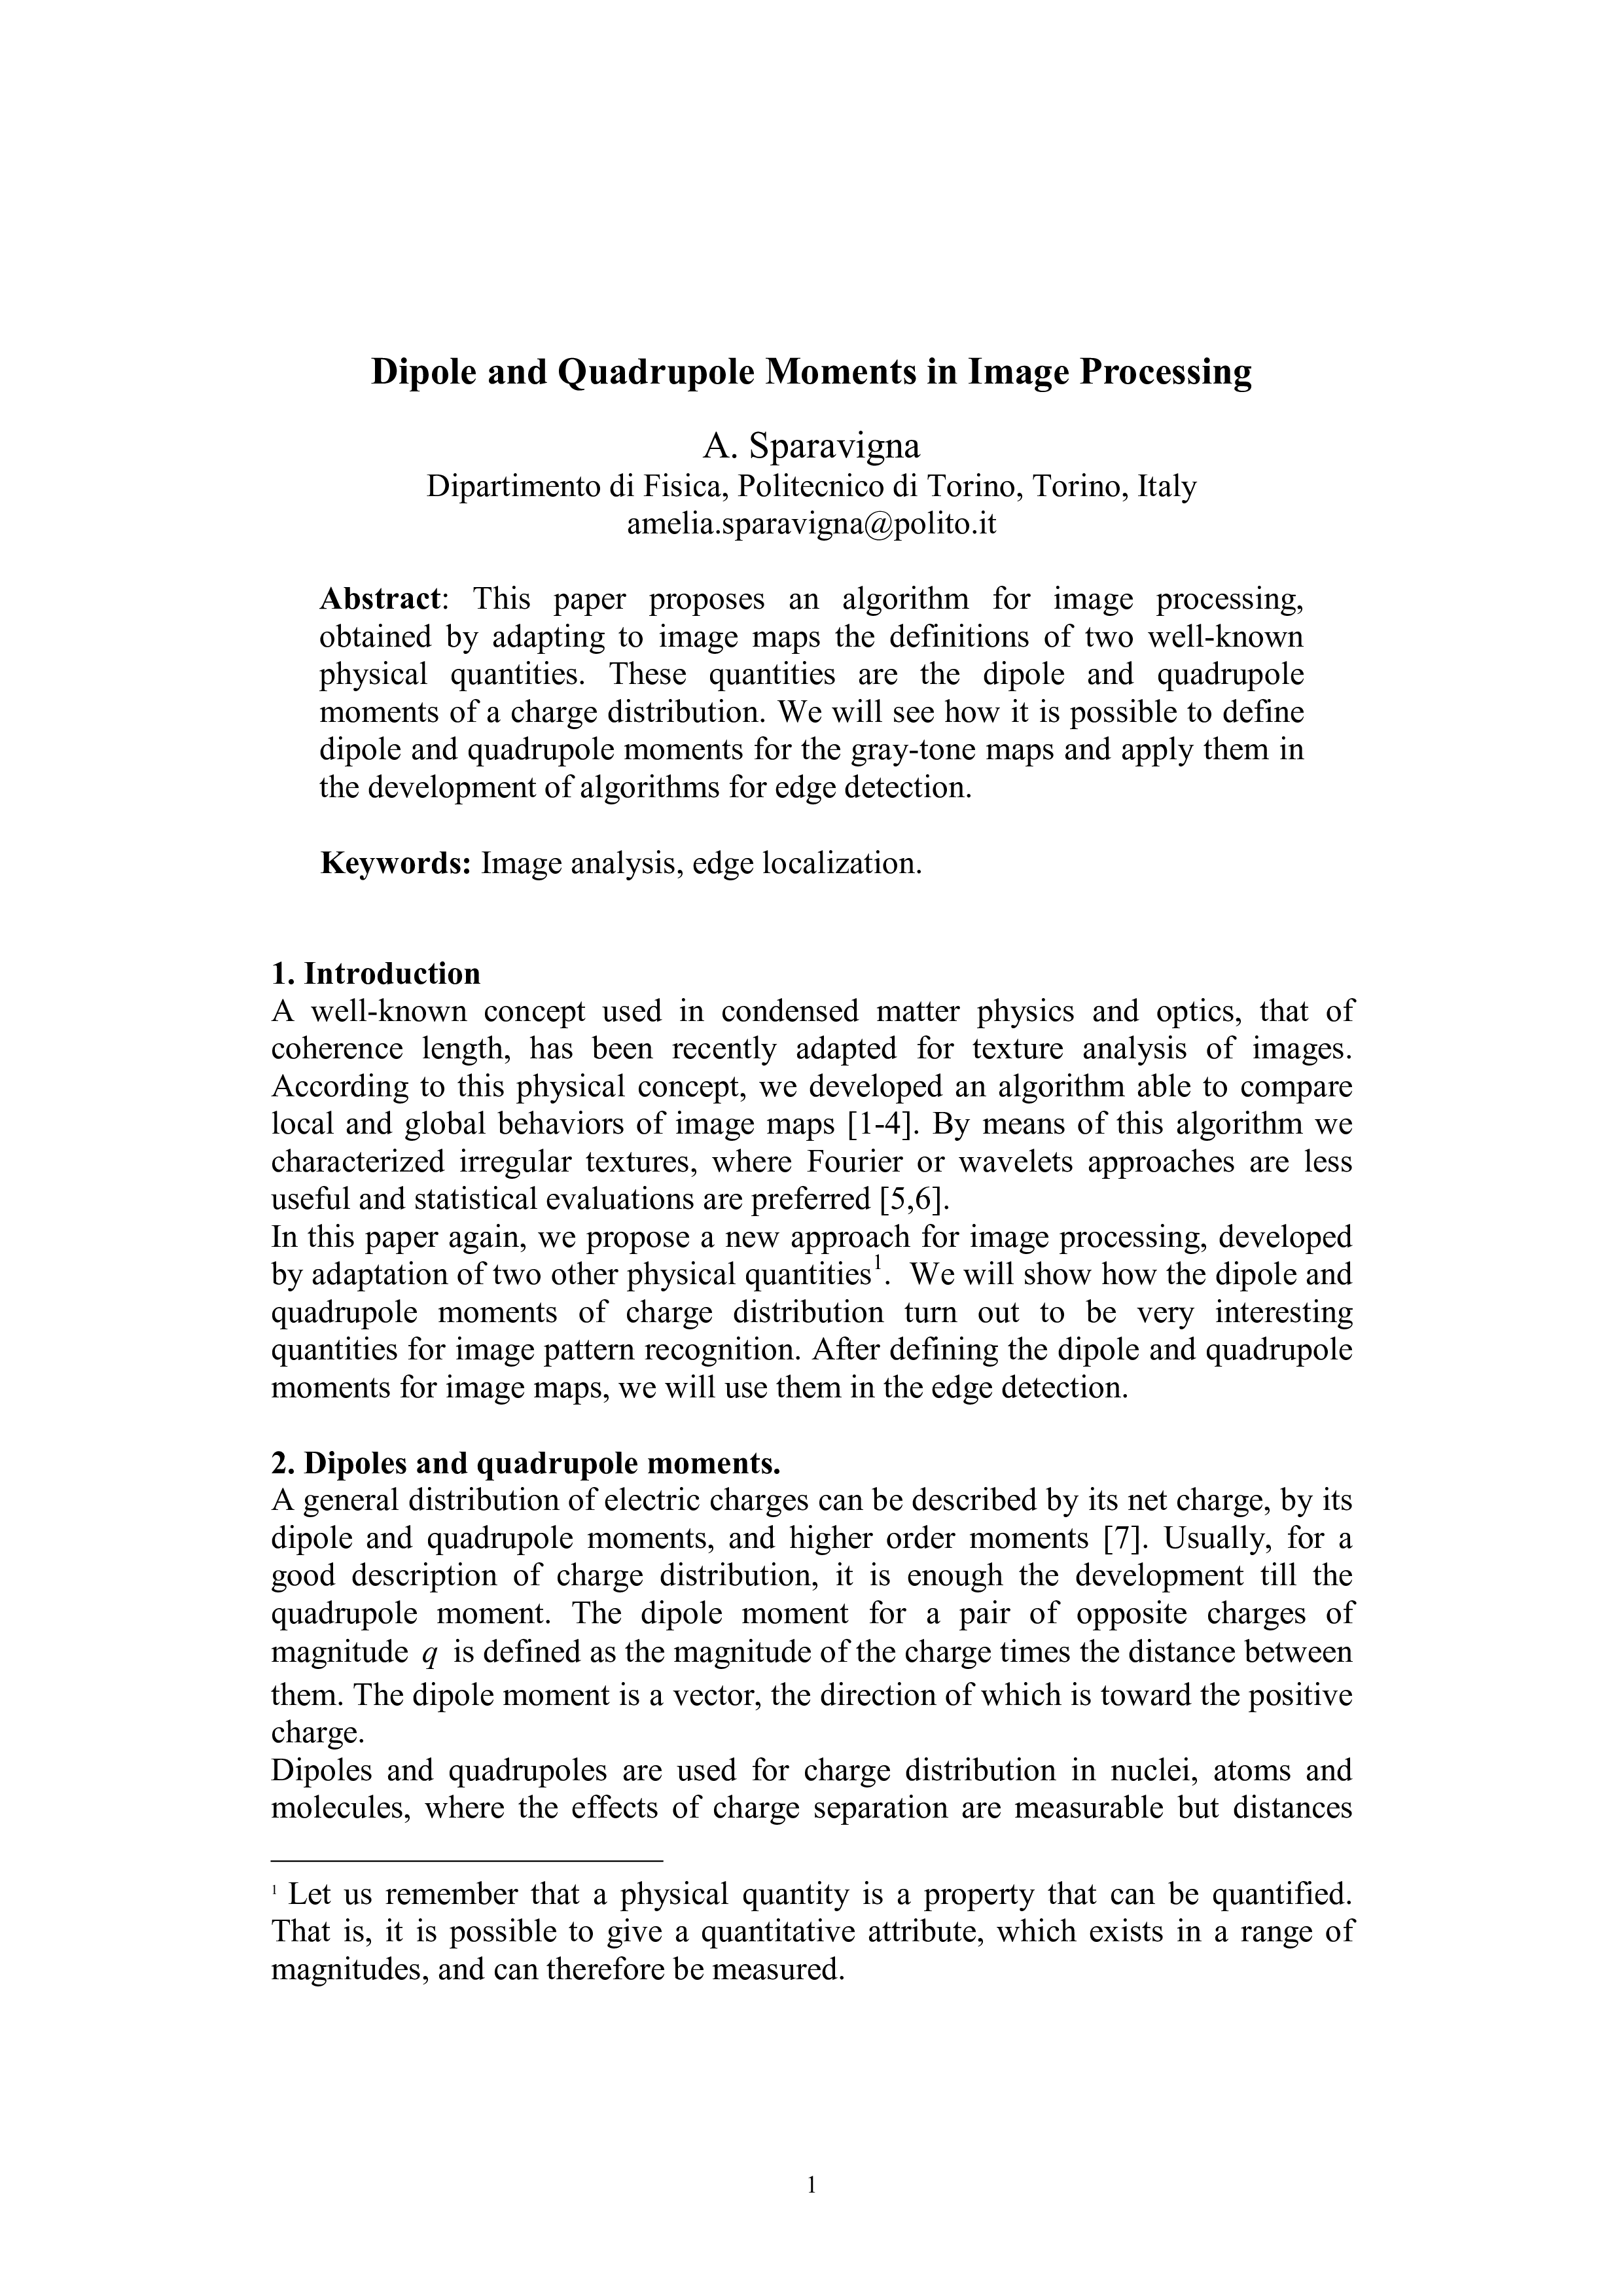 Dipole and Quadrupole Moments in Image Processing
A. Sparavigna
Dipartimento di Fisica, Politecnico di Torino, Torino, Italy
amelia.sparavigna@polito.it
Abstract: This paper proposes an algorithm for image processing,
obtained by adapting to image maps the definitions of two well-known
physical quantities. These quantities are the dipole and quadrupole
moments of a charge distribution. We will see how it is possible to define
dipole and quadrupole moments for the gray-tone maps and apply them in
the development of algorithms for edge detection.
Keywords: Image analysis, edge localization.
1. Introduction
A well-known concept used in condensed matter physics and optics, that of
coherence length, has been recently adapted for texture analysis of images.
According to this physical concept, we developed an algorithm able to compare
local and global behaviors of image maps [1-4]. By means of this algorithm we
characterized irregular textures, where Fourier or wavelets approaches are less
useful and statistical evaluations are preferred [5,6].
In this paper again, we propose a new approach for image processing, developed
by adaptation of two other physical quantities¹. We will show how the dipole and
quadrupole moments of charge distribution turn out to be very interesting
quantities for image pattern recognition. After defining the dipole and quadrupole
moments for image maps, we will use them in the edge detection.
2. Dipoles and quadrupole moments.
A general distribution of electric charges can be described by its net charge, by its
dipole and quadrupole moments, and higher order moments [7]. Usually, for a
good description of charge distribution, it is enough the development till the
quadrupole moment. The dipole moment for a pair of opposite charges of
magnitude q is defined as the magnitude of the charge times the distance between
them. The dipole moment is a vector, the direction of which is toward the positive
charge.
Dipoles and quadrupoles are used for charge distribution in nuclei, atoms and
molecules, where the effects of charge separation are measurable but distances
¹ Let us remember that a physical quantity is a property that can be quantified.
That is, it is possible to give a quantitative attribute, which exists in a range of
magnitudes, and can therefore be measured.
1